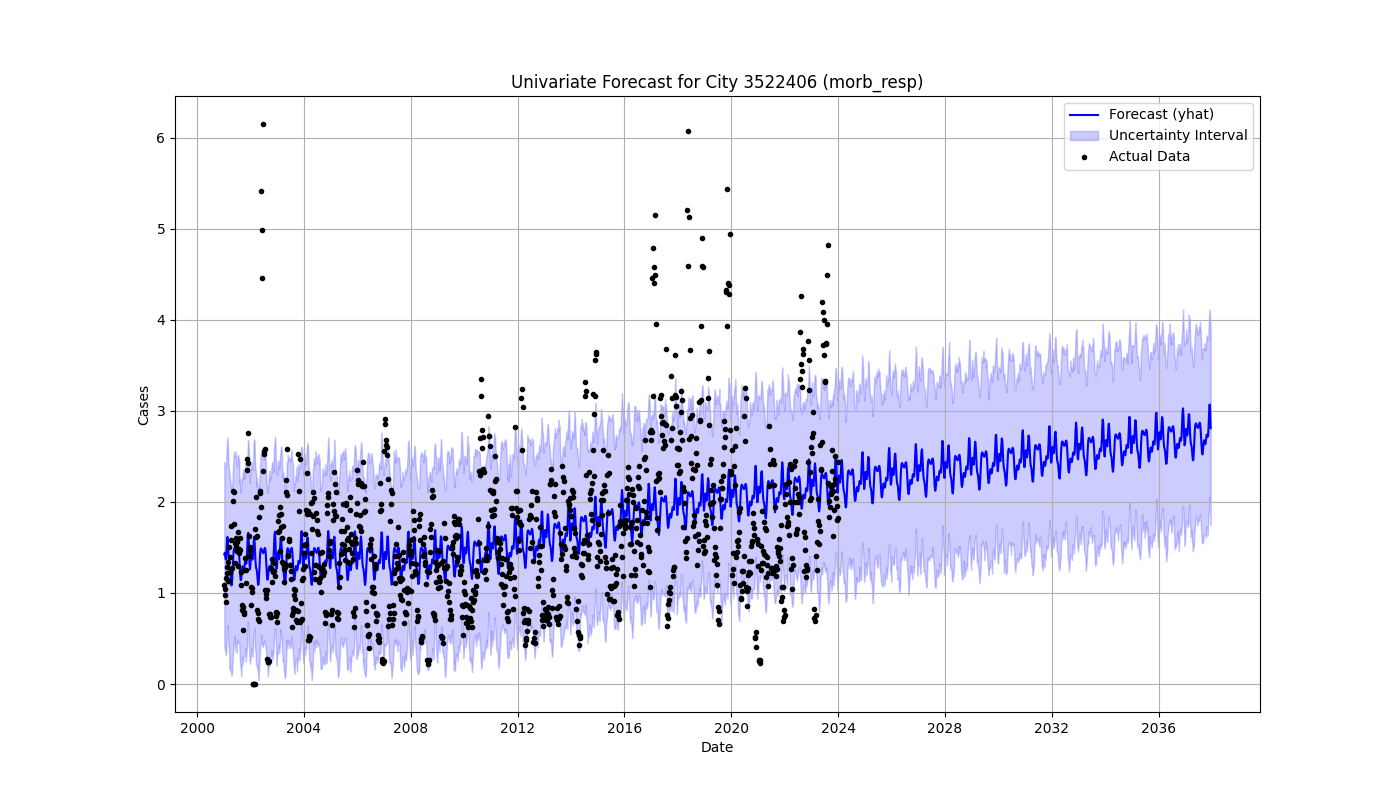 Univariate Forecast for City 3522406 (morb_resp)
Forecast (yhat)
Uncertainty Interval
Actual Data
6
5
4
3
2
1
0
Cases
2000 2004 2008 2012 2016 2020 2024 2028 2032 2036
Date